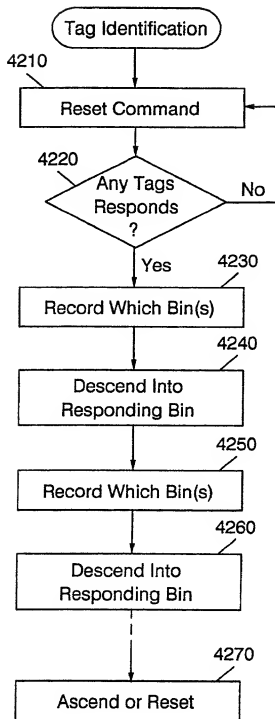 Tag Identification
4210
Reset Command
4220
Any Tags
Responds
?
No
Yes
4230
Record Which Bin(s)
4240
Descend Into
Responding Bin
4250
Record Which Bin(s)
4260
Descend Into
Responding Bin
4270
Ascend or Reset